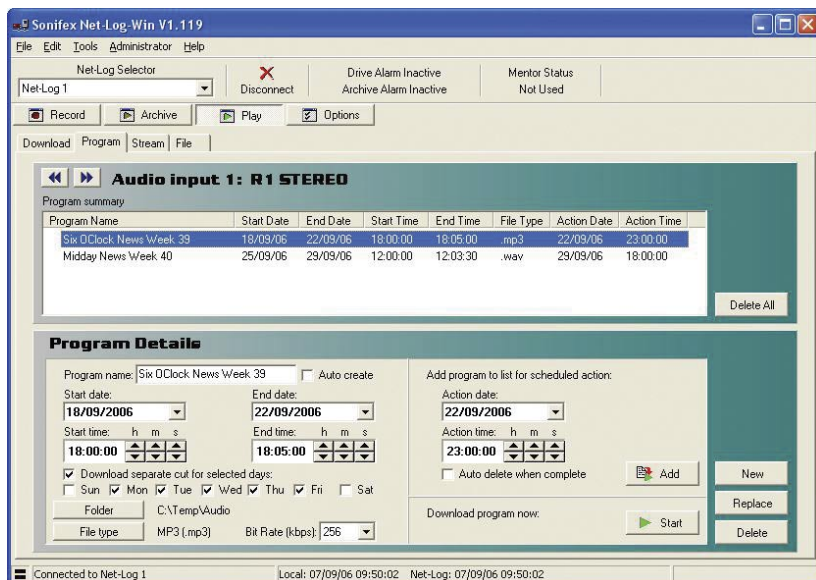 Sonifex Net-Log-Win V1.119
File Edit Tools Administrator Help
Net-Log Selector
Net-Log 1
Disconnect
Drive Alarm Inactive
Archive Alarm Inactive
Mentor Status
Not Used
Record Archive Play Options
Download Program Stream File
Audio input 1: R1 STEREO
Program summary
Program Name Start Date End Date Start Time End Time File Type Action Date Action Time
Six OClock News Week 39 18/09/06 22/09/06 18:00:00 18:05:00 .mp3 22/09/06 23:00:00
Midday News Week 40 25/09/06 29/09/06 12:00:00 12:03:30 .wav 29/09/06 18:00:00
Delete All
Program Details
Program name: Six OClock News Week 39 Auto create
Start date: End date:
18/09/2006 22/09/2006
Start time: h m s End time: h m s
18:00:00 18:05:00
Download separate cut for selected days:
Sun Mon Tue Wed Thu Fri Sat
Folder C:\Temp\Audio
File type MP3 (.mp3) Bit Rate (kbps): 256
Add program to list for scheduled action:
Action date:
22/09/2006
Action time: h m s
23:00:00
Auto delete when complete
Add
Download program now:
Start
New
Replace
Delete
Connected to Net-Log 1 Local: 07/09/06 09:50:02 Net-Log: 07/09/06 09:50:02